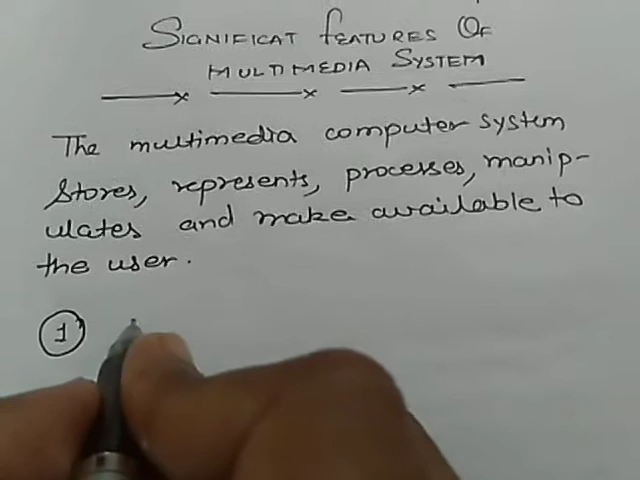 SIGNIFICAT FEATURES OF
MULTIMEDIA SYSTEM
The multimedia computer system
stores, represents, processes, manip-
ulates and make available to
the user.
1